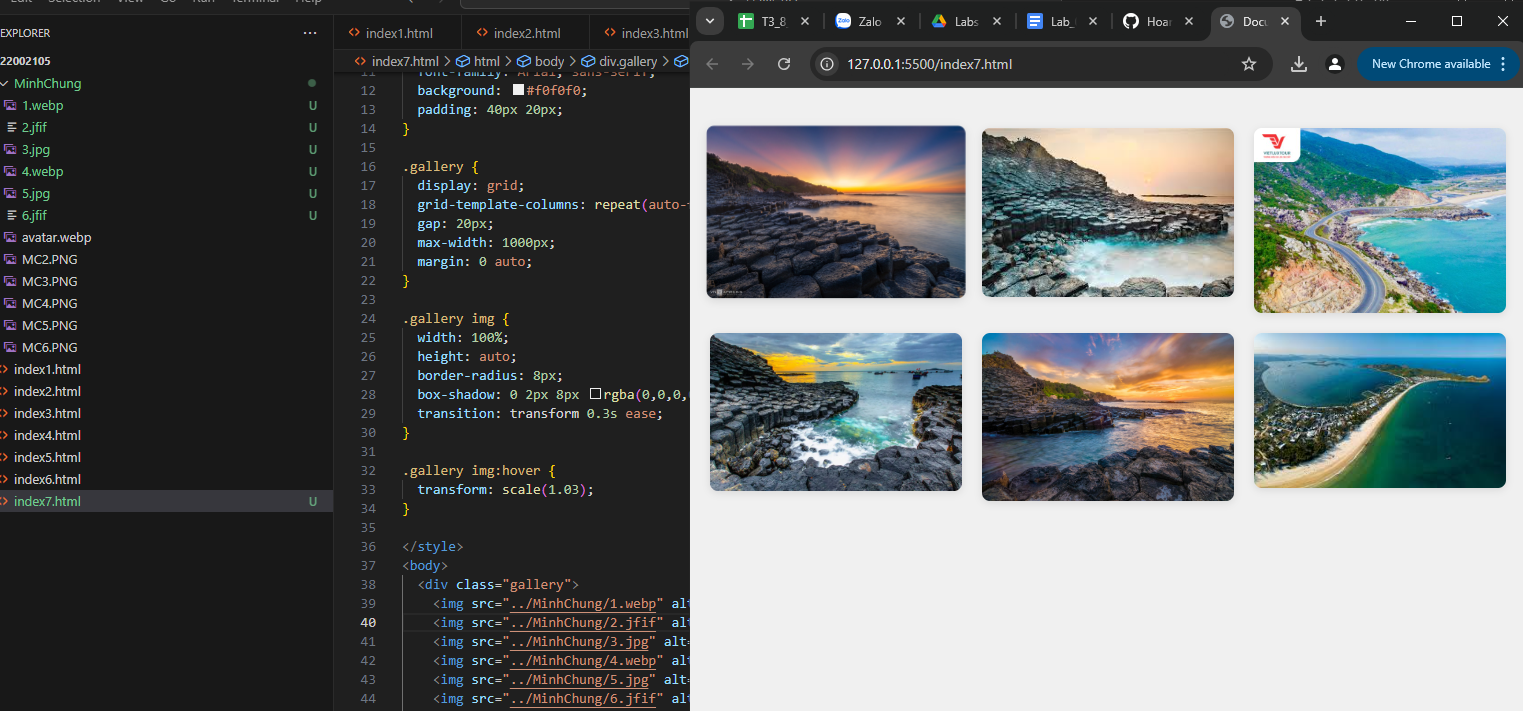 Edit Selection View Go Run Terminal Help
EXPLORER
22002105
MinhChung
1.webp U
2.jfif U
3.jpg U
4.webp U
5.jpg U
6.jfif U
avatar.webp
MC2.PNG
MC3.PNG
MC4.PNG
MC5.PNG
MC6.PNG
index1.html
index2.html
index3.html
index4.html
index5.html
index6.html
index7.html U
index1.html index2.html index3.html
index7.html > html > body > div.gallery >
11 font-family: Arial, sans-serif;
12 background: #f0f0f0;
13 padding: 40px 20px;
14 }
15
16 .gallery {
17 display: grid;
18 grid-template-columns: repeat(auto-
19 gap: 20px;
20 max-width: 1000px;
21 margin: 0 auto;
22 }
23
24 .gallery img {
25 width: 100%;
26 height: auto;
27 border-radius: 8px;
28 box-shadow: 0 2px 8px rgba(0,0,0,
29 transition: transform 0.3s ease;
30 }
31
32 .gallery img:hover {
33 transform: scale(1.03);
34 }
35
36 </style>
37 <body>
38 <div class="gallery">
39 <img src="../MinhChung/1.webp" alt
40 <img src="../MinhChung/2.jfif" alt
41 <img src="../MinhChung/3.jpg" alt=
42 <img src="../MinhChung/4.webp" alt
43 <img src="../MinhChung/5.jpg" alt=
44 <img src="../MinhChung/6.jfif" alt
T3_8 Zalo Labs Lab_ Hoar Docu
127.0.0.1:5500/index7.html
New Chrome available